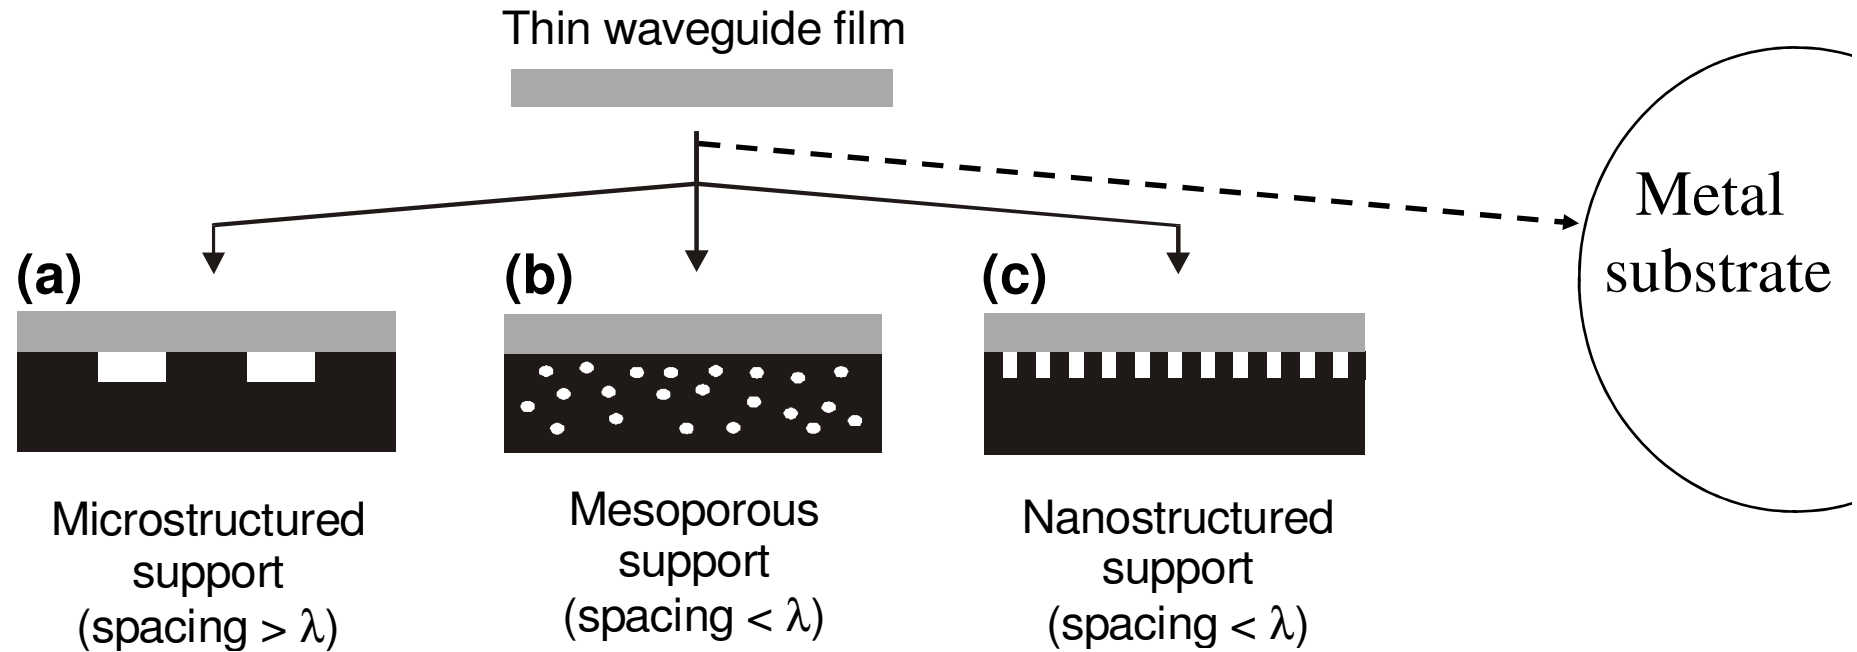 Thin waveguide film
Metal
substrate
(a)
(b)
(c)
Microstructured
support
(spacing > λ)
Mesoporous
support
(spacing < λ)
Nanostructured
support
(spacing < λ)